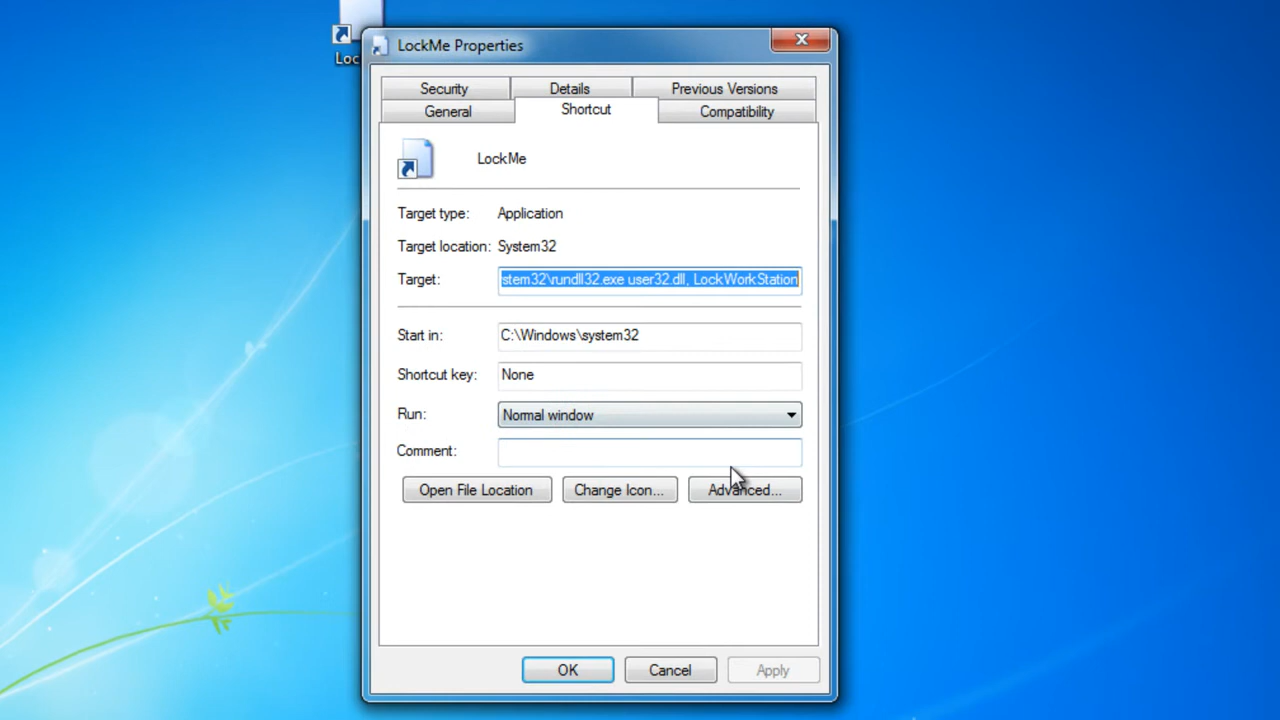 Loc
LockMe Properties
Security Details Previous Versions
General Shortcut Compatibility
LockMe
Target type: Application
Target location: System32
Target: stem32\rundll32.exe user32.dll, LockWorkStation
Start in: C:\Windows\system32
Shortcut key: None
Run: Normal window
Comment:
Open File Location Change Icon... Advanced...
OK Cancel Apply